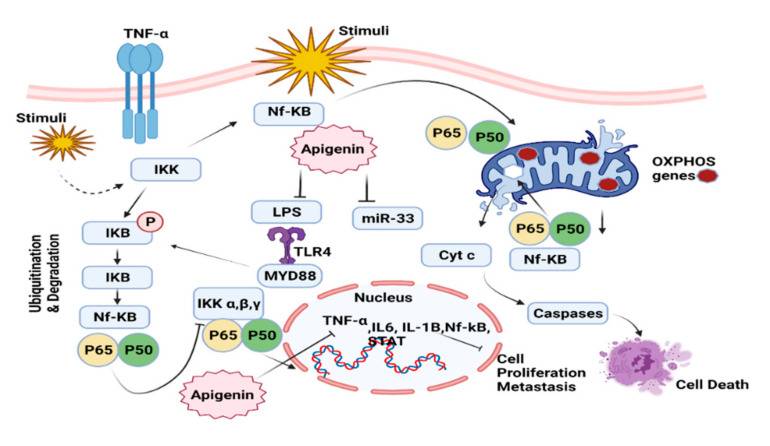 TNF-α
Stimuli
Stimuli
Nf-KB
Apigenin
P65
P50
OXPHOS
genes
IKK
LPS
miR-33
P
IKB
TLR4
P65
P50
Ubiquitination
& Degradation
IKB
MYD88
Cyt c
Nf-KB
Nf-KB
IKK α,β,γ
Nucleus
Caspases
P65
P50
P65
P50
TNF-α,IL6, IL-1B,Nf-kB,
STAT
Cell
Proliferation
Metastasis
Cell Death
Apigenin